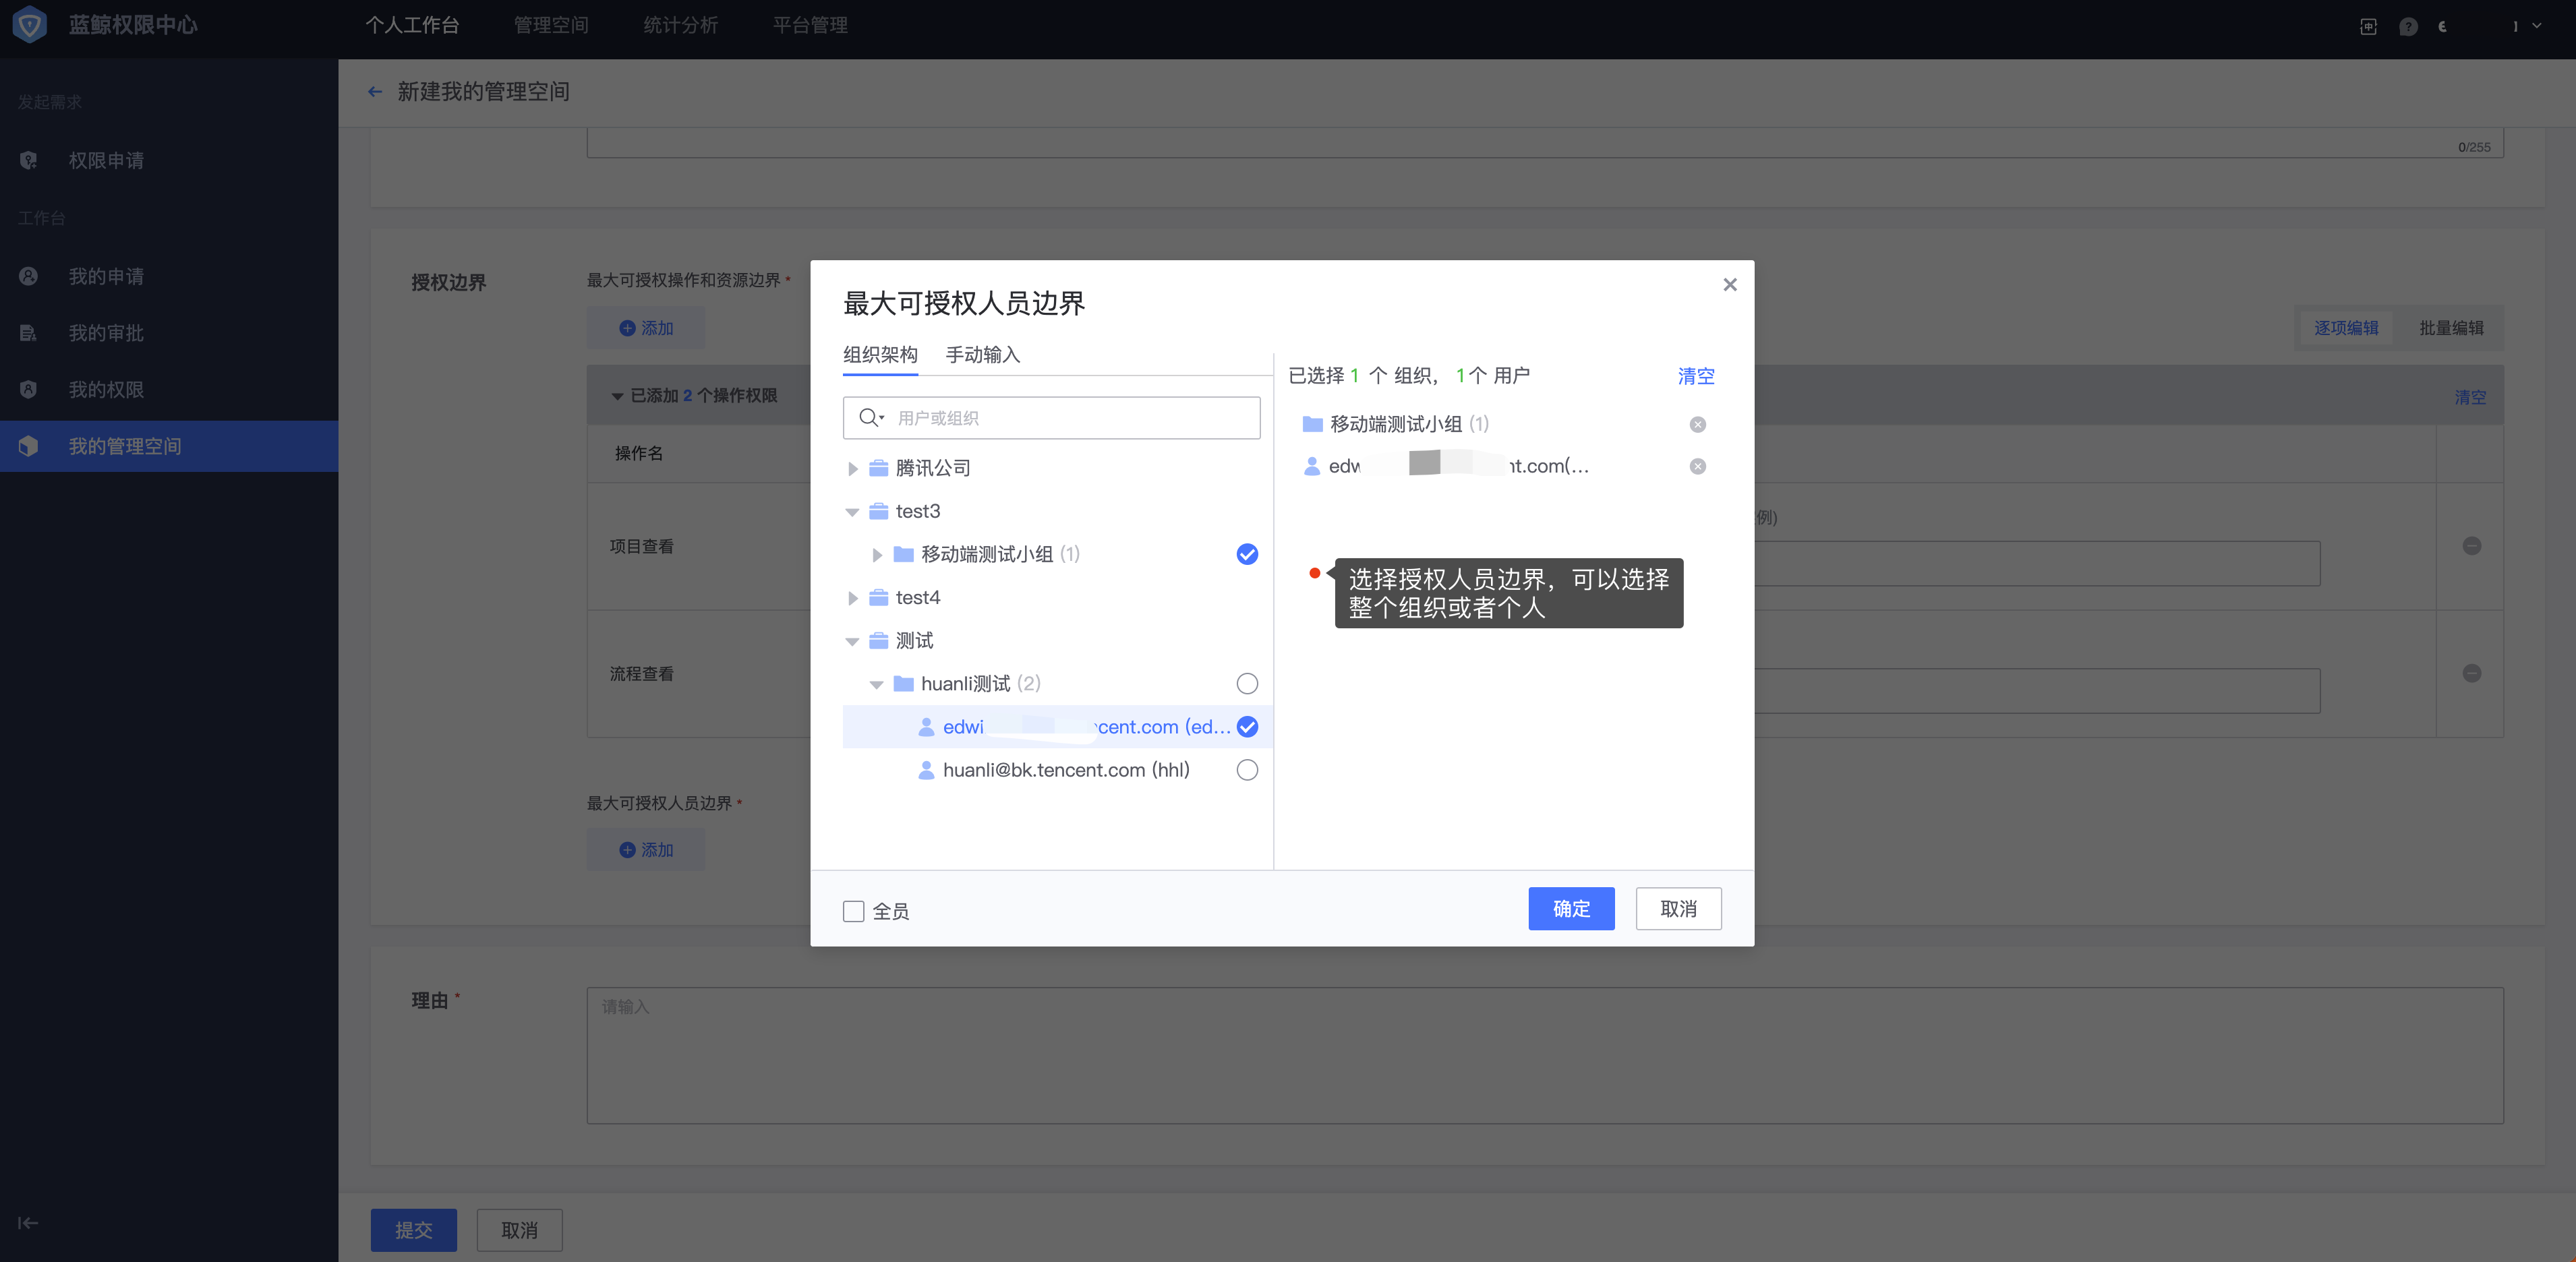 蓝鲸权限中心
个人工作台
管理空间
统计分析
平台管理
发起需求
权限申请
工作台
我的申请
我的审批
我的权限
我的管理空间
新建我的管理空间
0/255
授权边界
最大可授权操作和资源边界 *
添加
逐项编辑
批量编辑
已添加 2 个操作权限
清空
操作名
项目查看
例)
流程查看
最大可授权人员边界 *
添加
理由 *
请输入
提交
取消
最大可授权人员边界
组织架构
手动输入
用户或组织
腾讯公司
test3
移动端测试小组 (1)
test4
测试
huanli测试 (2)
edwi cent.com (ed...
huanli@bk.tencent.com (hhl)
已选择 1 个 组织， 1个 用户
清空
移动端测试小组 (1)
edw nt.com(...
选择授权人员边界，可以选择
整个组织或者个人
全员
确定
取消